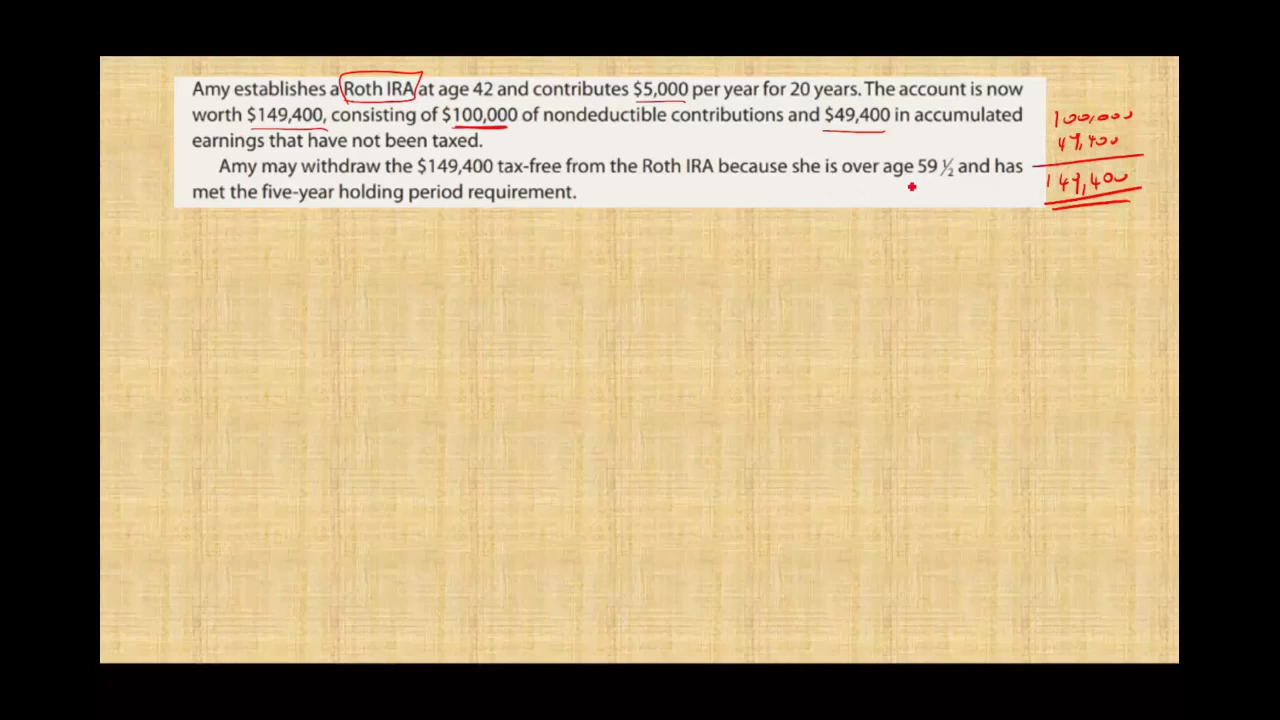 Amy establishes a Roth IRA at age 42 and contributes $5,000 per year for 20 years. The account is now
worth $149,400, consisting of $100,000 of nondeductible contributions and $49,400 in accumulated
earnings that have not been taxed.
Amy may withdraw the $149,400 tax-free from the Roth IRA because she is over age 59 ½ and has
met the five-year holding period requirement.
100,000
49,400
149,400